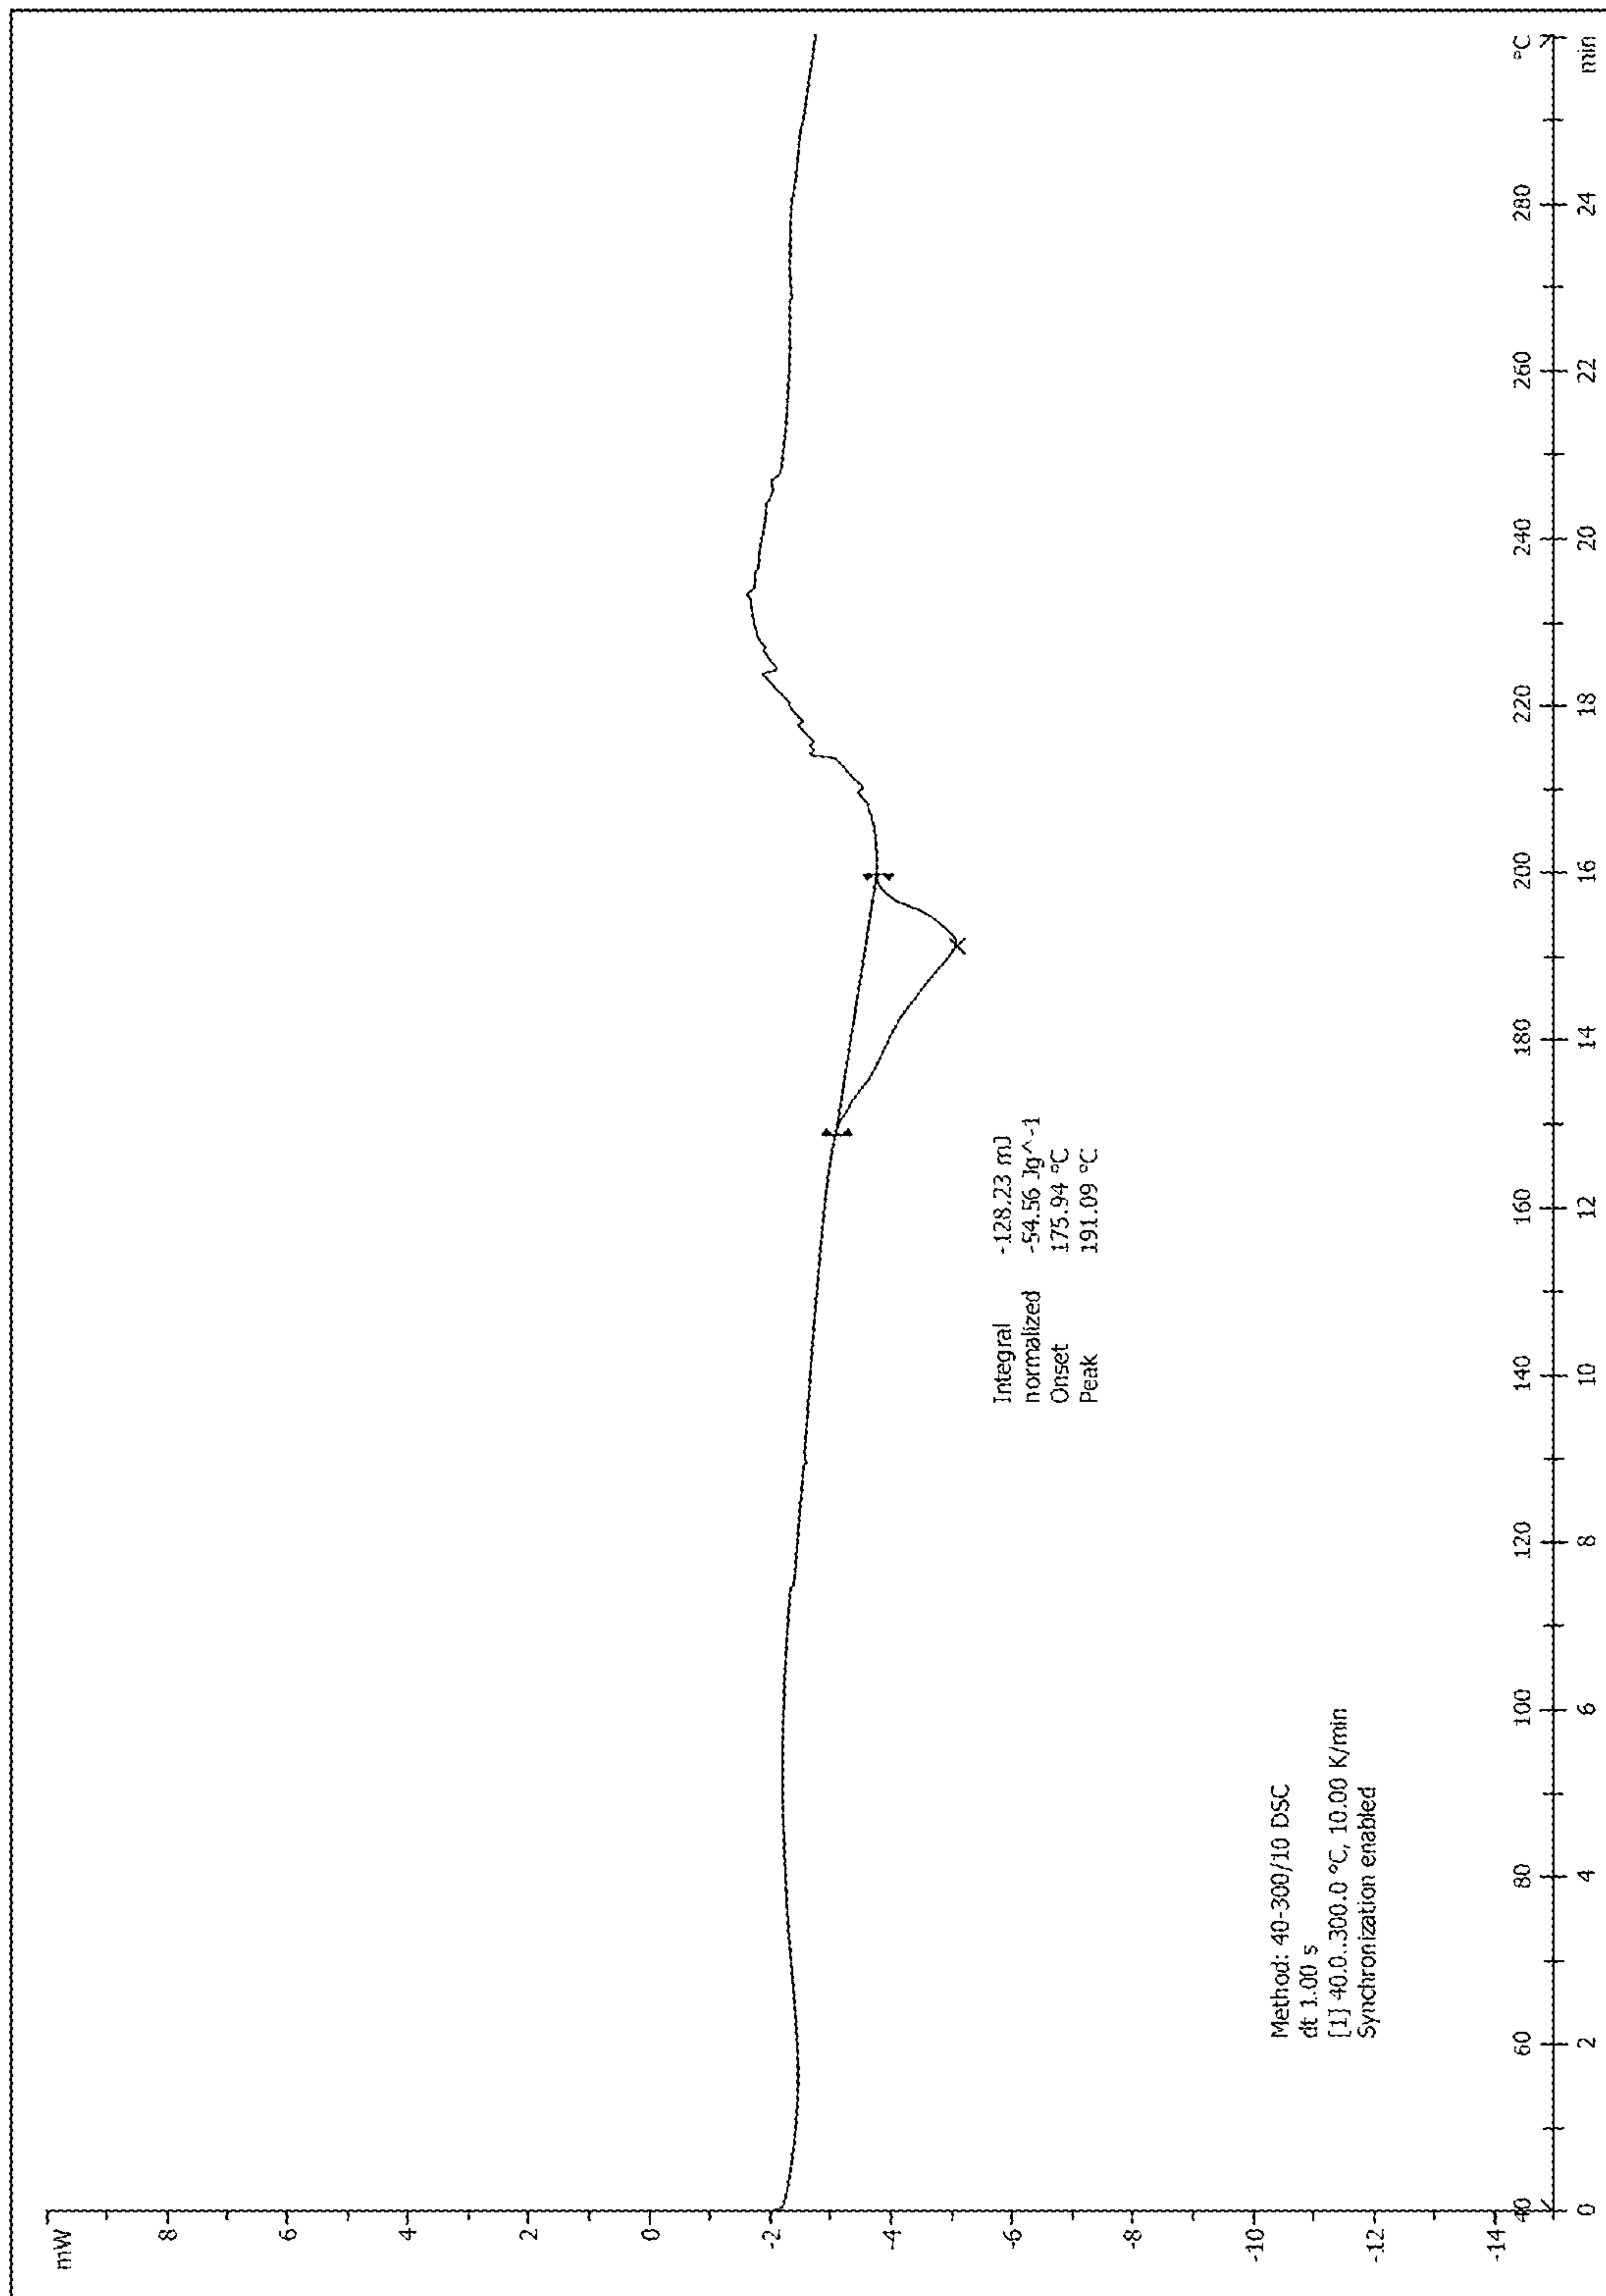 mW
8
6
4
2
0
-2
-4
-6
-8
-10
-12
-14
Integral -128.23 mJ
normalized -54.56 Jg^-1
Onset 175.94 °C
Peak 191.09 °C
Method: 40-300/10 DSC
dt 1.00 s
[1] 40.0..300.0 °C, 10.00 K/min
Synchronization enabled
40 60 80 100 120 140 160 180 200 220 240 260 280 °C
0 2 4 6 8 10 12 14 16 18 20 22 24 min